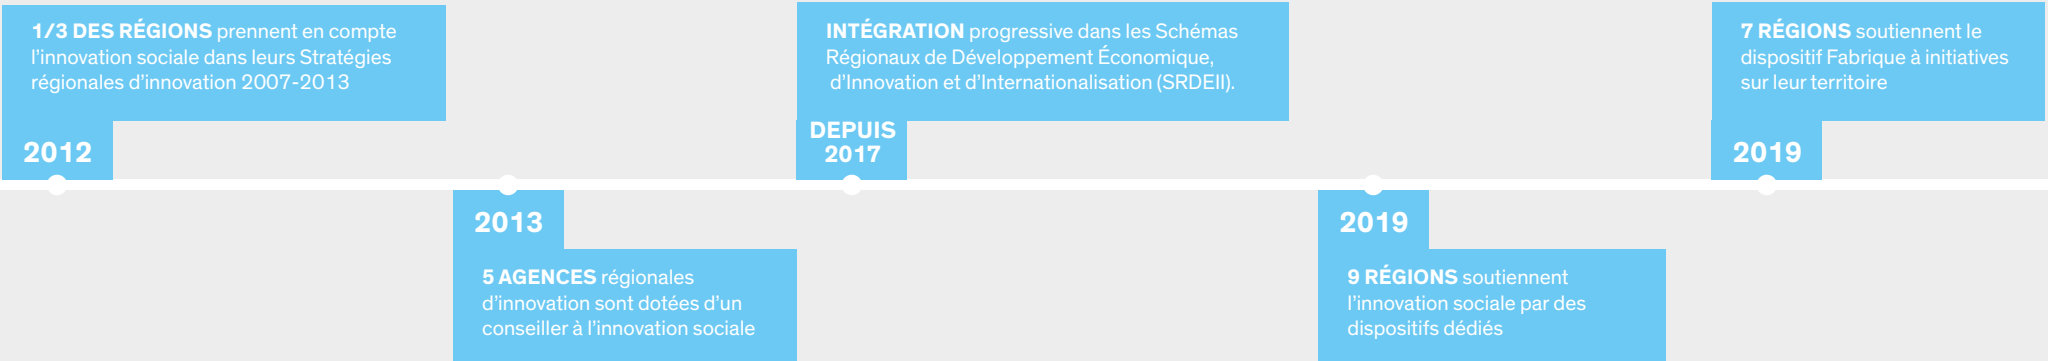 1/3 DES RÉGIONS prennent en compte
l'innovation sociale dans leurs Stratégies
régionales d'innovation 2007-2013
2012
2013
5 AGENCES régionales
d'innovation sont dotées d'un
conseiller à l'innovation sociale
INTÉGRATION progressive dans les Schémas
Régionaux de Développement Économique,
d'Innovation et d'Internationalisation (SRDEII).
DEPUIS
2017
2019
9 RÉGIONS soutiennent
l'innovation sociale par des
dispositifs dédiés
7 RÉGIONS soutiennent le
dispositif Fabrique à initiatives
sur leur territoire
2019